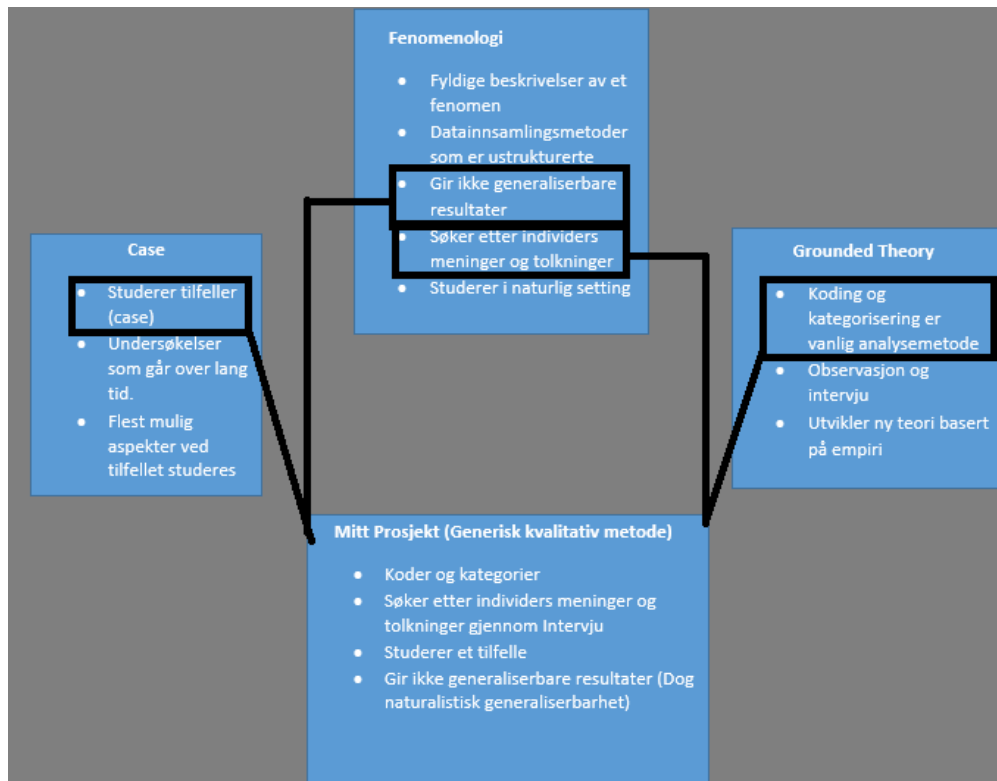 Fenomenologi
● Fyldige beskrivelser av et
fenomen
● Datainnsamlingsmetoder
som er ustrukturerte
● Gir ikke generaliserbare
resultater
● Søker etter individers
meninger og tolkninger
● Studerer i naturlig setting
Case
● Studerer tilfeller
(case)
● Undersøkelser
som går over lang
tid.
● Flest mulig
aspekter ved
tilfellet studeres
Grounded Theory
● Koding og
kategorisering er
vanlig analysemetode
● Observasjon og
intervju
● Utvikler ny teori basert
på empiri
Mitt Prosjekt (Generisk kvalitativ metode)
● Koder og kategorier
● Søker etter individers meninger og
tolkninger gjennom Intervju
● Studerer et tilfelle
● Gir ikke generaliserbare resultater (Dog
naturalistisk generaliserbarhet)